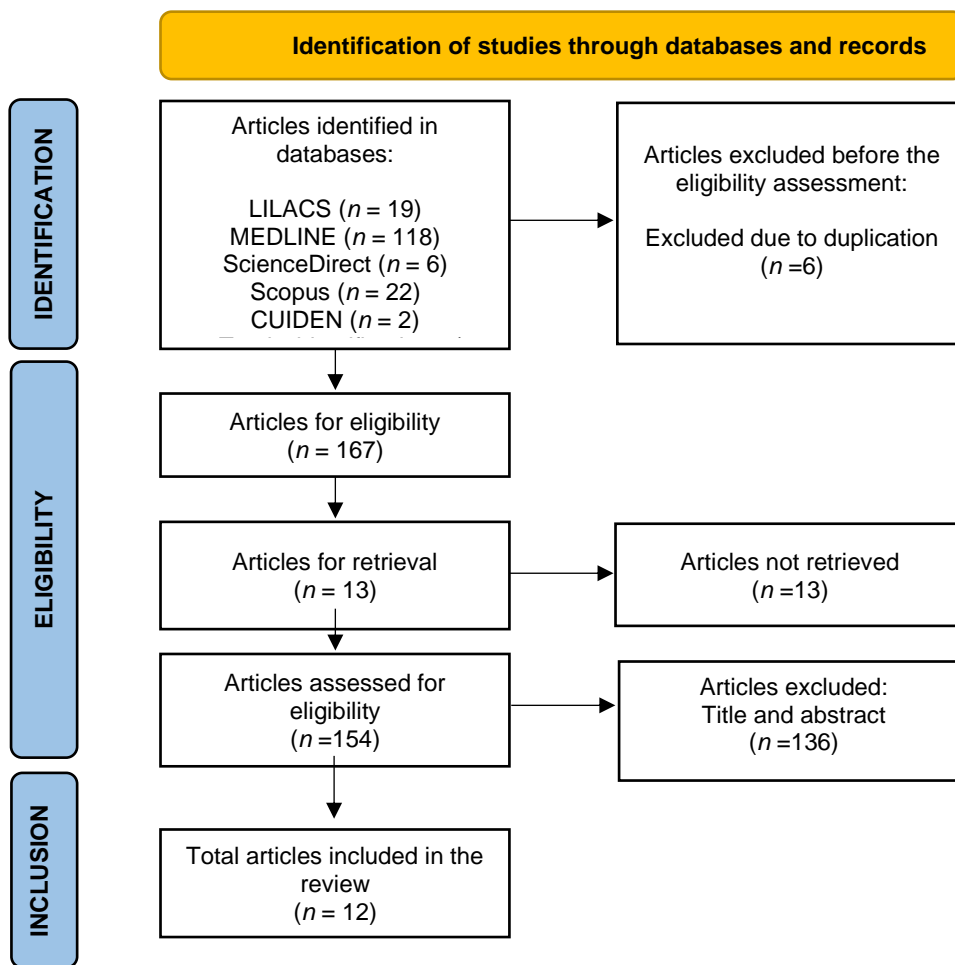 Identification of studies through databases and records
IDENTIFICATION
Articles identified in
databases:
LILACS (n = 19)
MEDLINE (n = 118)
ScienceDirect (n = 6)
Scopus (n = 22)
CUIDEN (n = 2)
Articles excluded before the
eligibility assessment:
Excluded due to duplication
(n =6)
ELIGIBILITY
Articles for eligibility
(n = 167)
Articles for retrieval
(n = 13)
Articles not retrieved
(n =13)
Articles assessed for
eligibility
(n =154)
Articles excluded:
Title and abstract
(n =136)
INCLUSION
Total articles included in the
review
(n = 12)